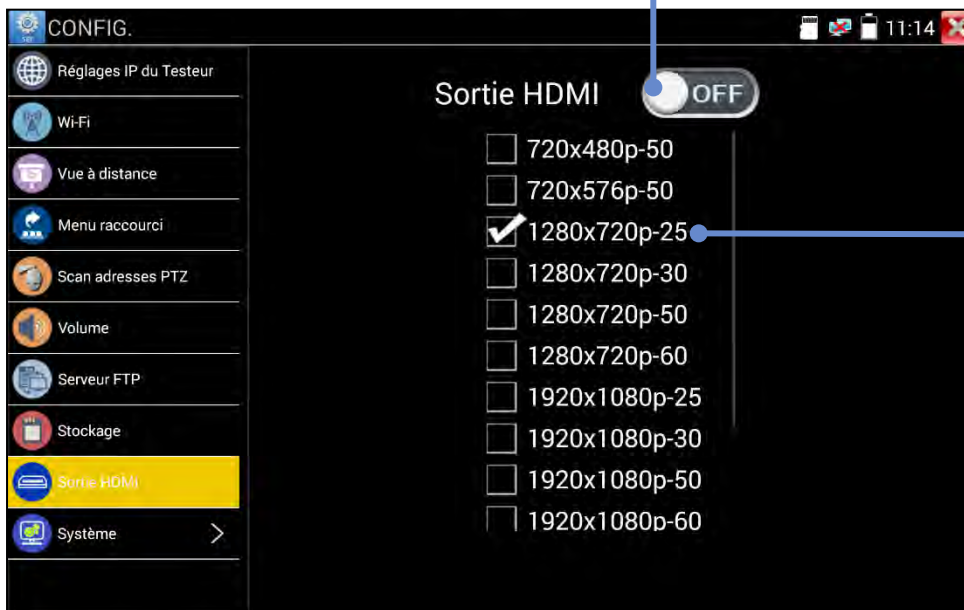 CONFIG.
11:14
Réglages IP du Testeur
Wi-Fi
Vue à distance
Menu raccourci
Scan adresses PTZ
Volume
Serveur FTP
Stockage
Sortie HDMI
Système
Sortie HDMI
OFF
720x480p-50
720x576p-50
1280x720p-25
1280x720p-30
1280x720p-50
1280x720p-60
1920x1080p-25
1920x1080p-30
1920x1080p-50
1920x1080p-60